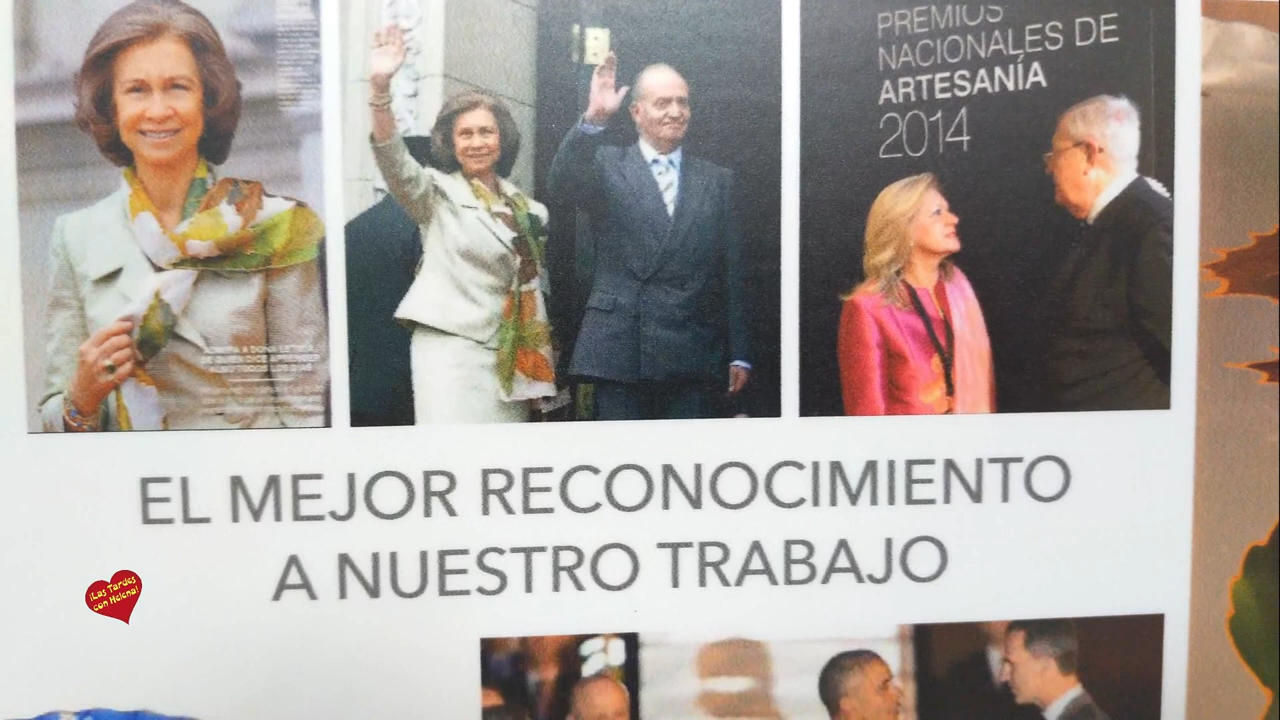 PREMIOS
NACIONALES DE
ARTESANÍA
2014
EL MEJOR RECONOCIMIENTO
A NUESTRO TRABAJO
¡Las Tardes
con Helena!